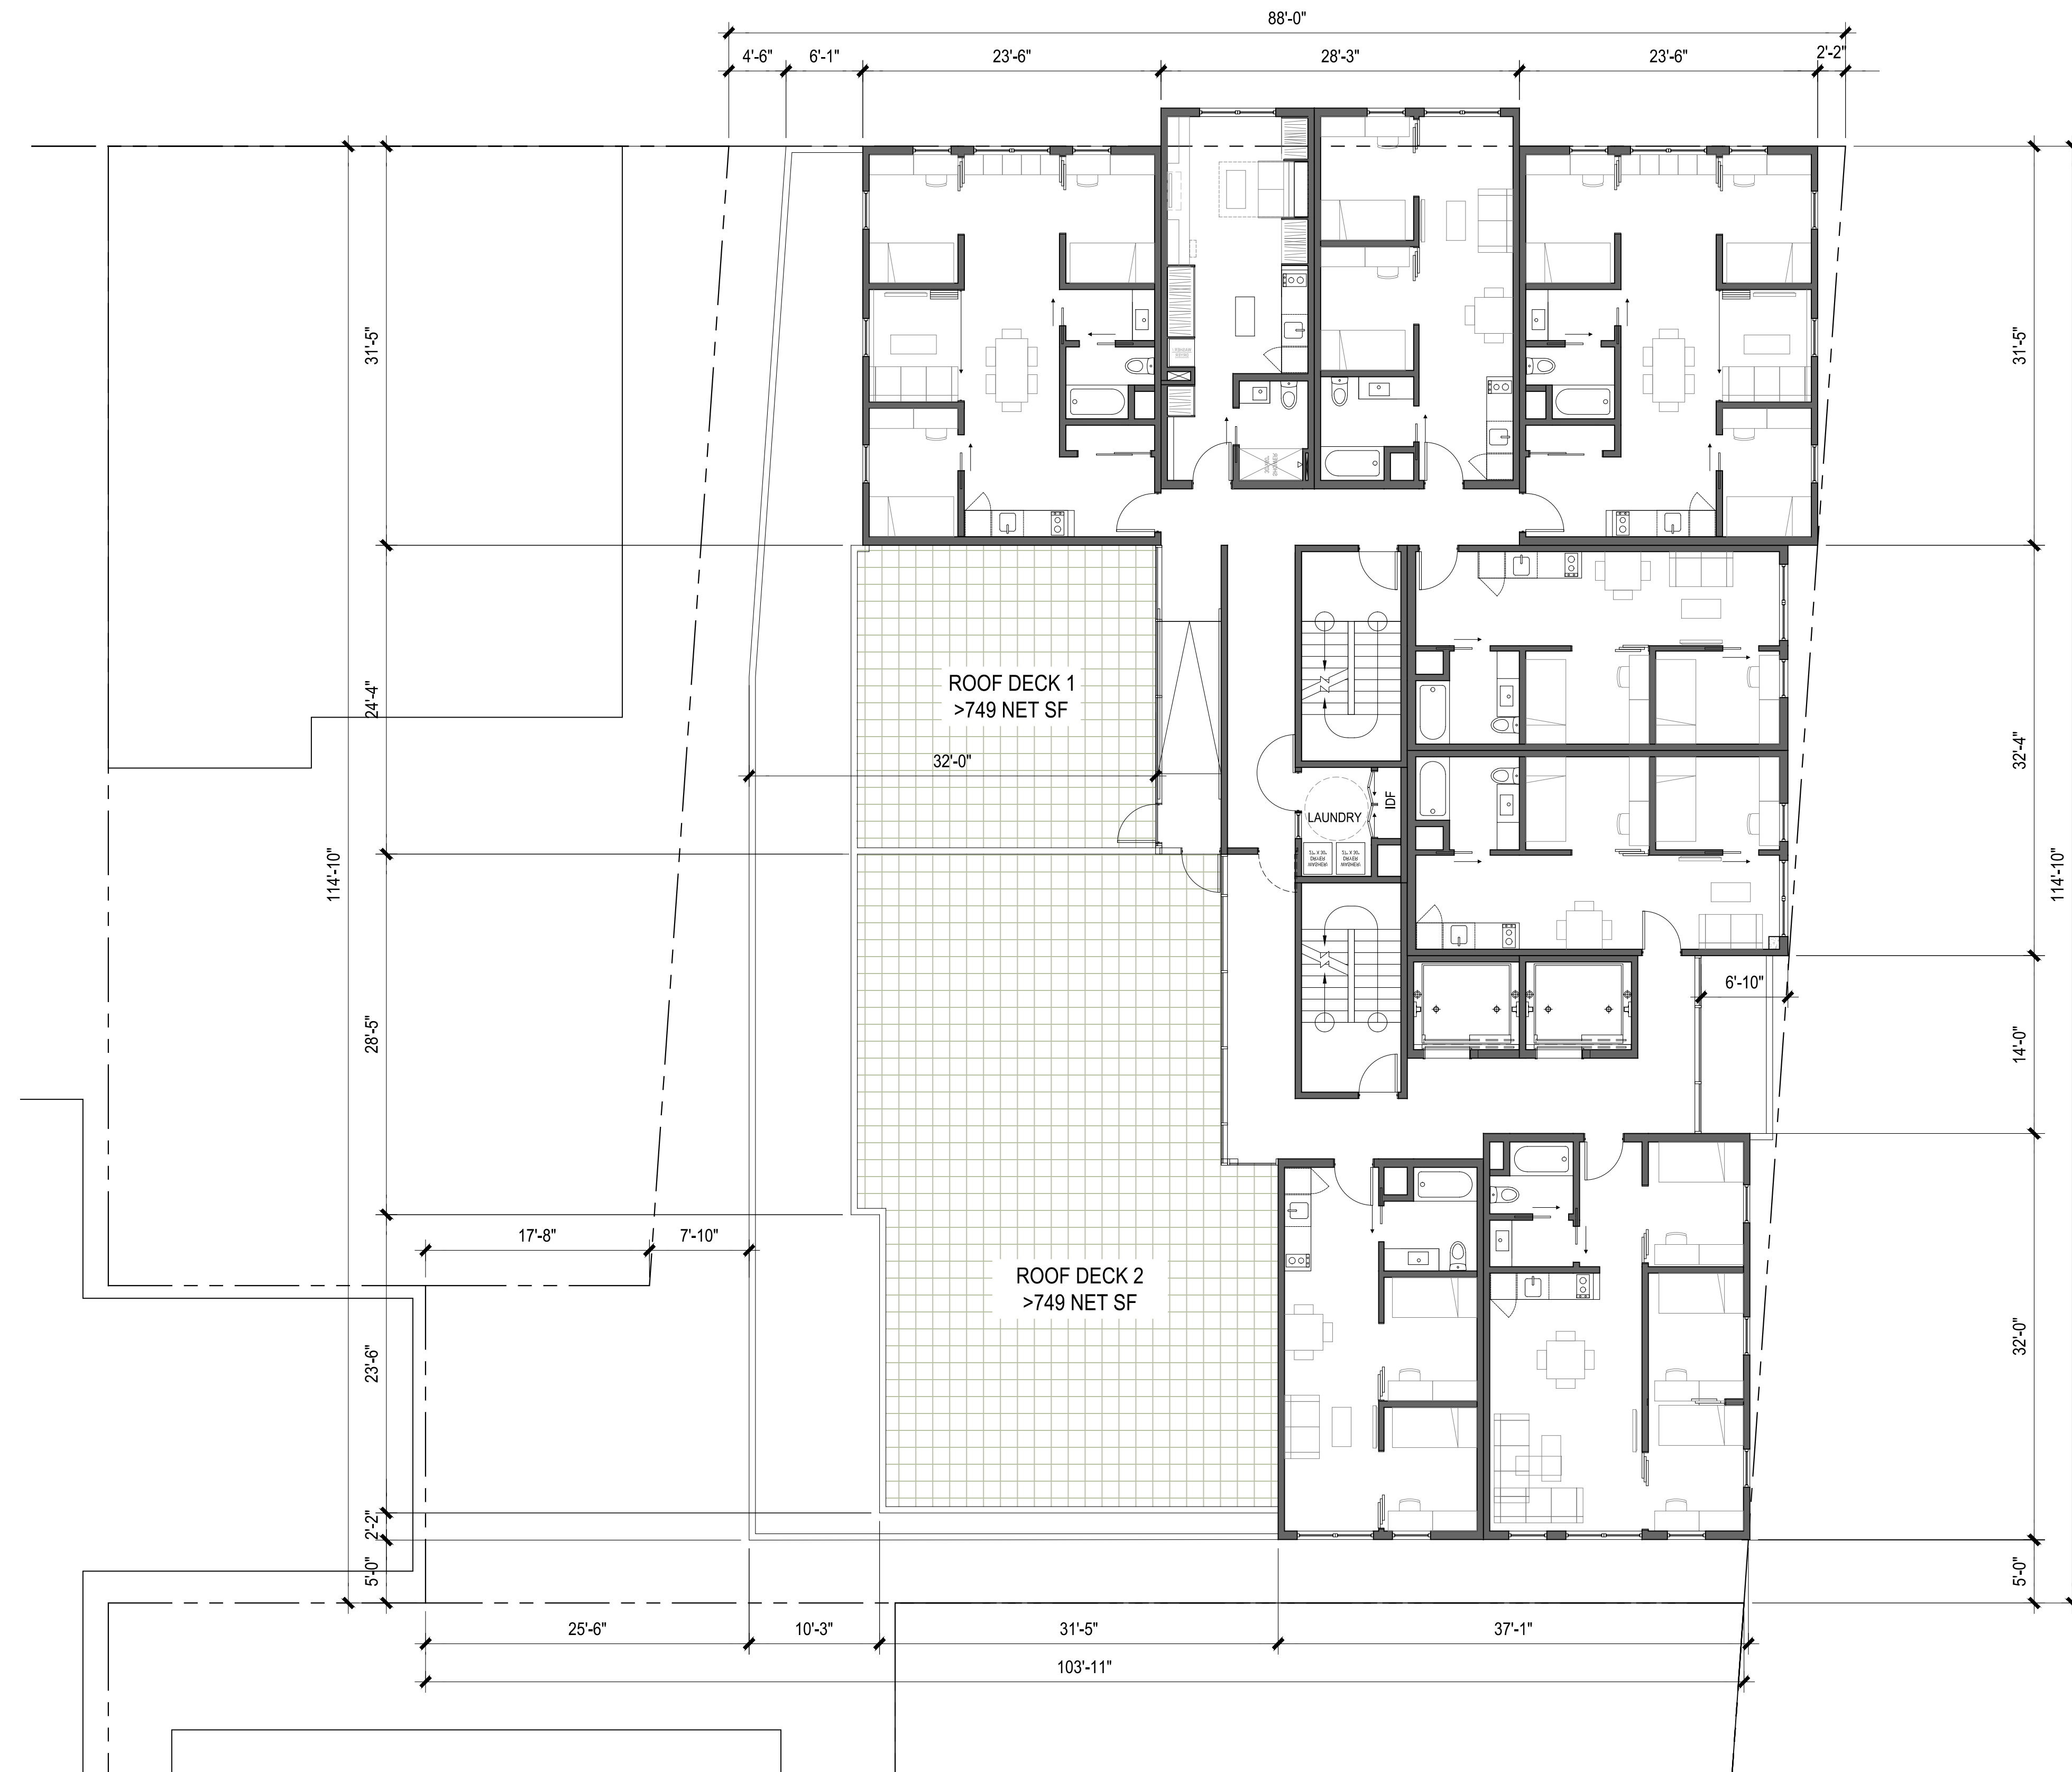 88'-0"
4'-6" 6'-1" 23'-6" 28'-3" 23'-6" 2'-2"
31'-5" 31'-5"
24'-4"
ROOF DECK 1
>749 NET SF
32'-0"
32'-4"
LAUNDRY
IDF
114'-10" 114'-10"
6'-10"
28'-5" 14'-0"
17'-8" 7'-10"
ROOF DECK 2
>749 NET SF
23'-6" 32'-0"
2'-2"
5'-0" 5'-0"
25'-6" 10'-3" 31'-5" 37'-1"
103'-11"